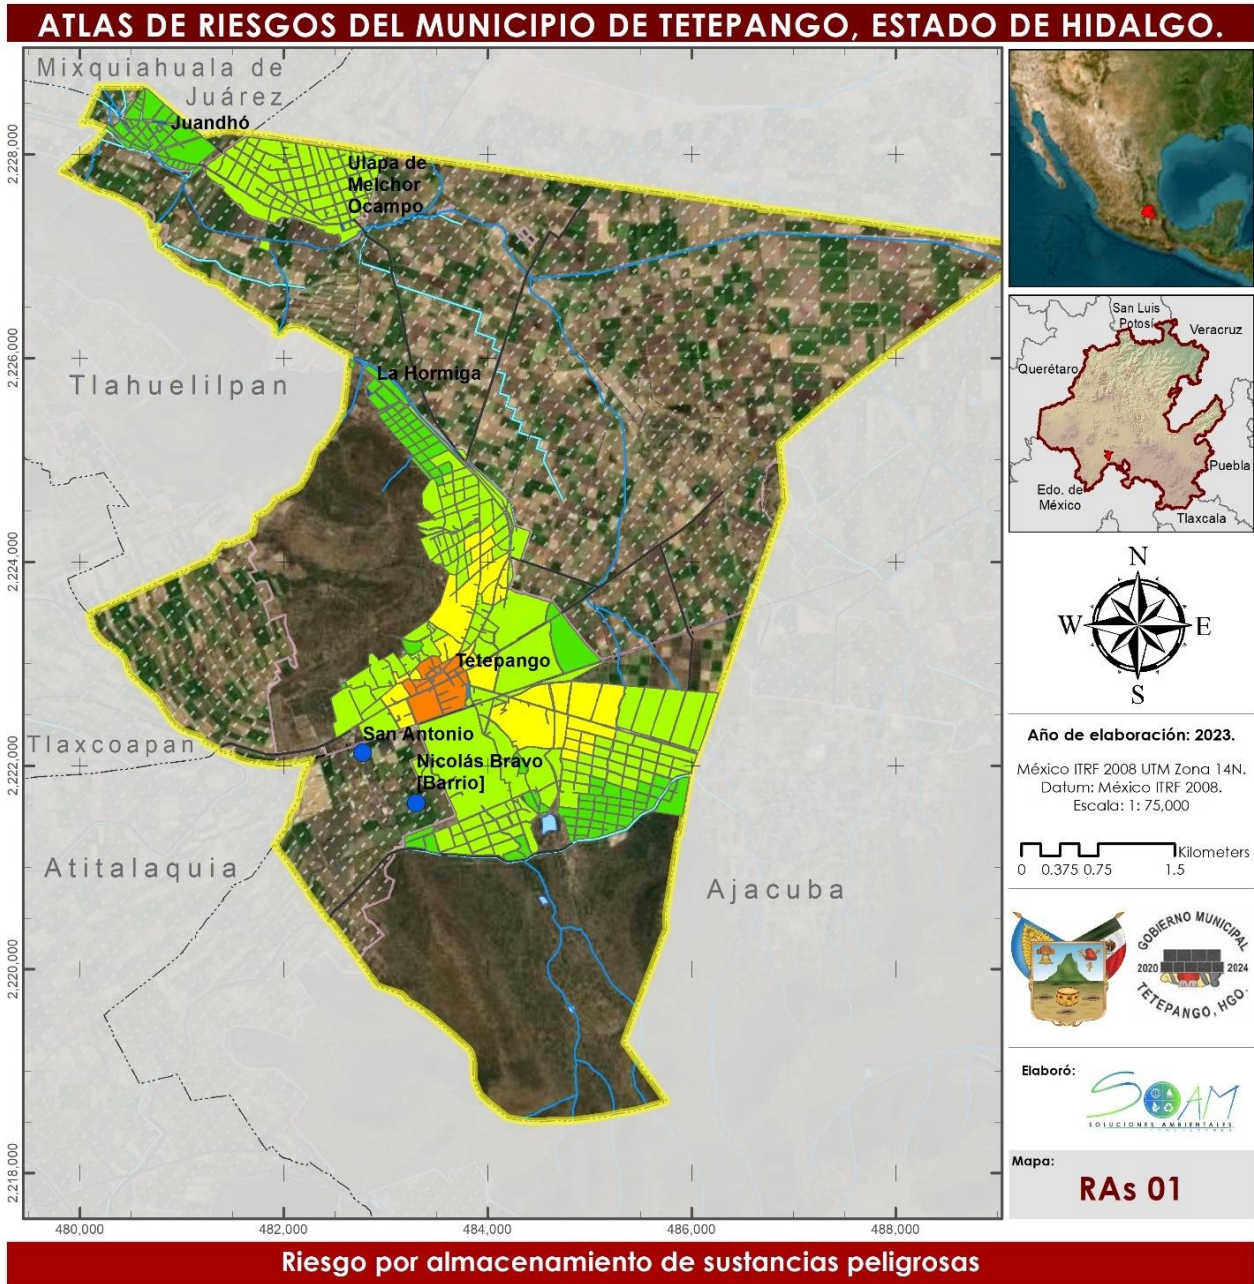 ATLAS DE RIESGOS DEL MUNICIPIO DE TETEPANGO, ESTADO DE HIDALGO.
Mixquiahuala de
Juárez
Juandhó
Ulapa de
Melchor
Ocampo
La Hormiga
Tlahuelilpan
Tetepango
San Antonio
Tlaxcoapan
Nicolás Bravo
[Barrio]
Atitalaquia
Ajacuba
2,228,000
2,226,000
2,224,000
2,222,000
2,220,000
2,218,000
480,000
482,000
484,000
486,000
488,000
San Luis
Potosí
Veracruz
Querétaro
Puebla
Edo. de
México
Tlaxcala
N
W
E
S
Año de elaboración: 2023.
México ITRF 2008 UTM Zona 14N.
Datum: México ITRF 2008.
Escala: 1: 75,000
Kilometers
0 0.375 0.75 1.5
GOBIERNO MUNICIPAL
2020 2024
TETEPANGO, HGO.
Elaboró:
SOAM
SOLUCIONES AMBIENTALES
Mapa:
RAs 01
Riesgo por almacenamiento de sustancias peligrosas